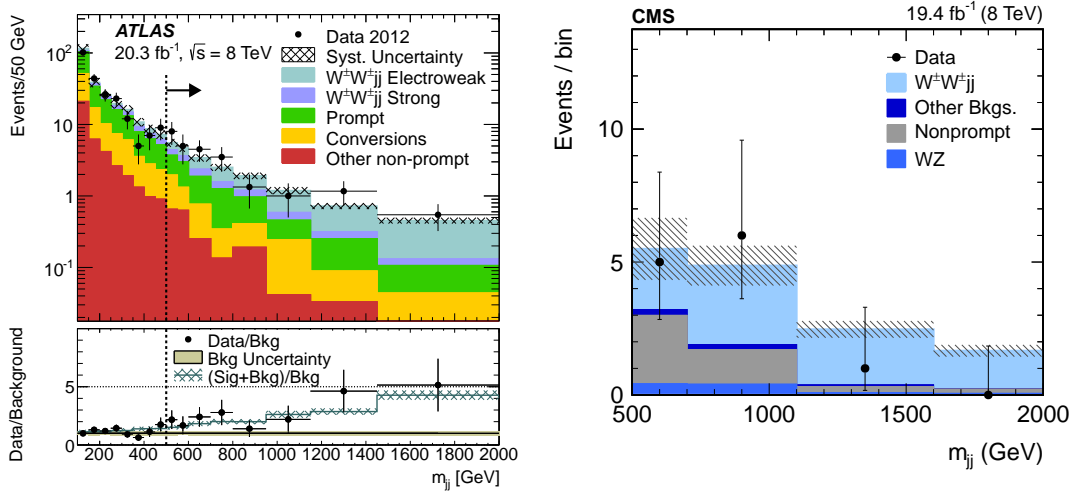 ATLAS
20.3 fb-1, √s = 8 TeV
Data 2012
Syst. Uncertainty
W±W±jj Electroweak
W±W±jj Strong
Prompt
Conversions
Other non-prompt
Events/50 GeV
10²
10
1
10-1
Data/Bkg
Bkg Uncertainty
(Sig+Bkg)/Bkg
Data/Background
5
0
200 400 600 800 1000 1200 1400 1600 1800 2000
mjj [GeV]
CMS
19.4 fb-1 (8 TeV)
Data
W±W±jj
Other Bkgs.
Nonprompt
WZ
Events / bin
10
5
0
500 1000 1500 2000
mjj (GeV)